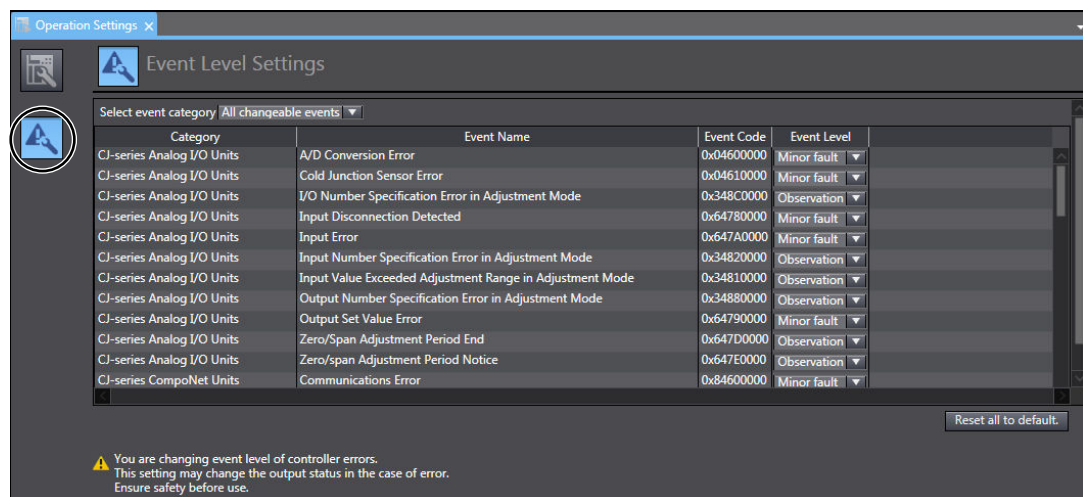 Operation Settings
Event Level Settings
Select event category All changeable events
Category Event Name Event Code Event Level
CJ-series Analog I/O Units A/D Conversion Error 0x04600000 Minor fault
CJ-series Analog I/O Units Cold Junction Sensor Error 0x04610000 Minor fault
CJ-series Analog I/O Units I/O Number Specification Error in Adjustment Mode 0x348C0000 Observation
CJ-series Analog I/O Units Input Disconnection Detected 0x64780000 Minor fault
CJ-series Analog I/O Units Input Error 0x647A0000 Minor fault
CJ-series Analog I/O Units Input Number Specification Error in Adjustment Mode 0x34820000 Observation
CJ-series Analog I/O Units Input Value Exceeded Adjustment Range in Adjustment Mode 0x34810000 Observation
CJ-series Analog I/O Units Output Number Specification Error in Adjustment Mode 0x34880000 Observation
CJ-series Analog I/O Units Output Set Value Error 0x64790000 Minor fault
CJ-series Analog I/O Units Zero/Span Adjustment Period End 0x647D0000 Observation
CJ-series Analog I/O Units Zero/span Adjustment Period Notice 0x647E0000 Observation
CJ-series CompoNet Units Communications Error 0x84600000 Minor fault
Reset all to default.
You are changing event level of controller errors.
This setting may change the output status in the case of error.
Ensure safety before use.